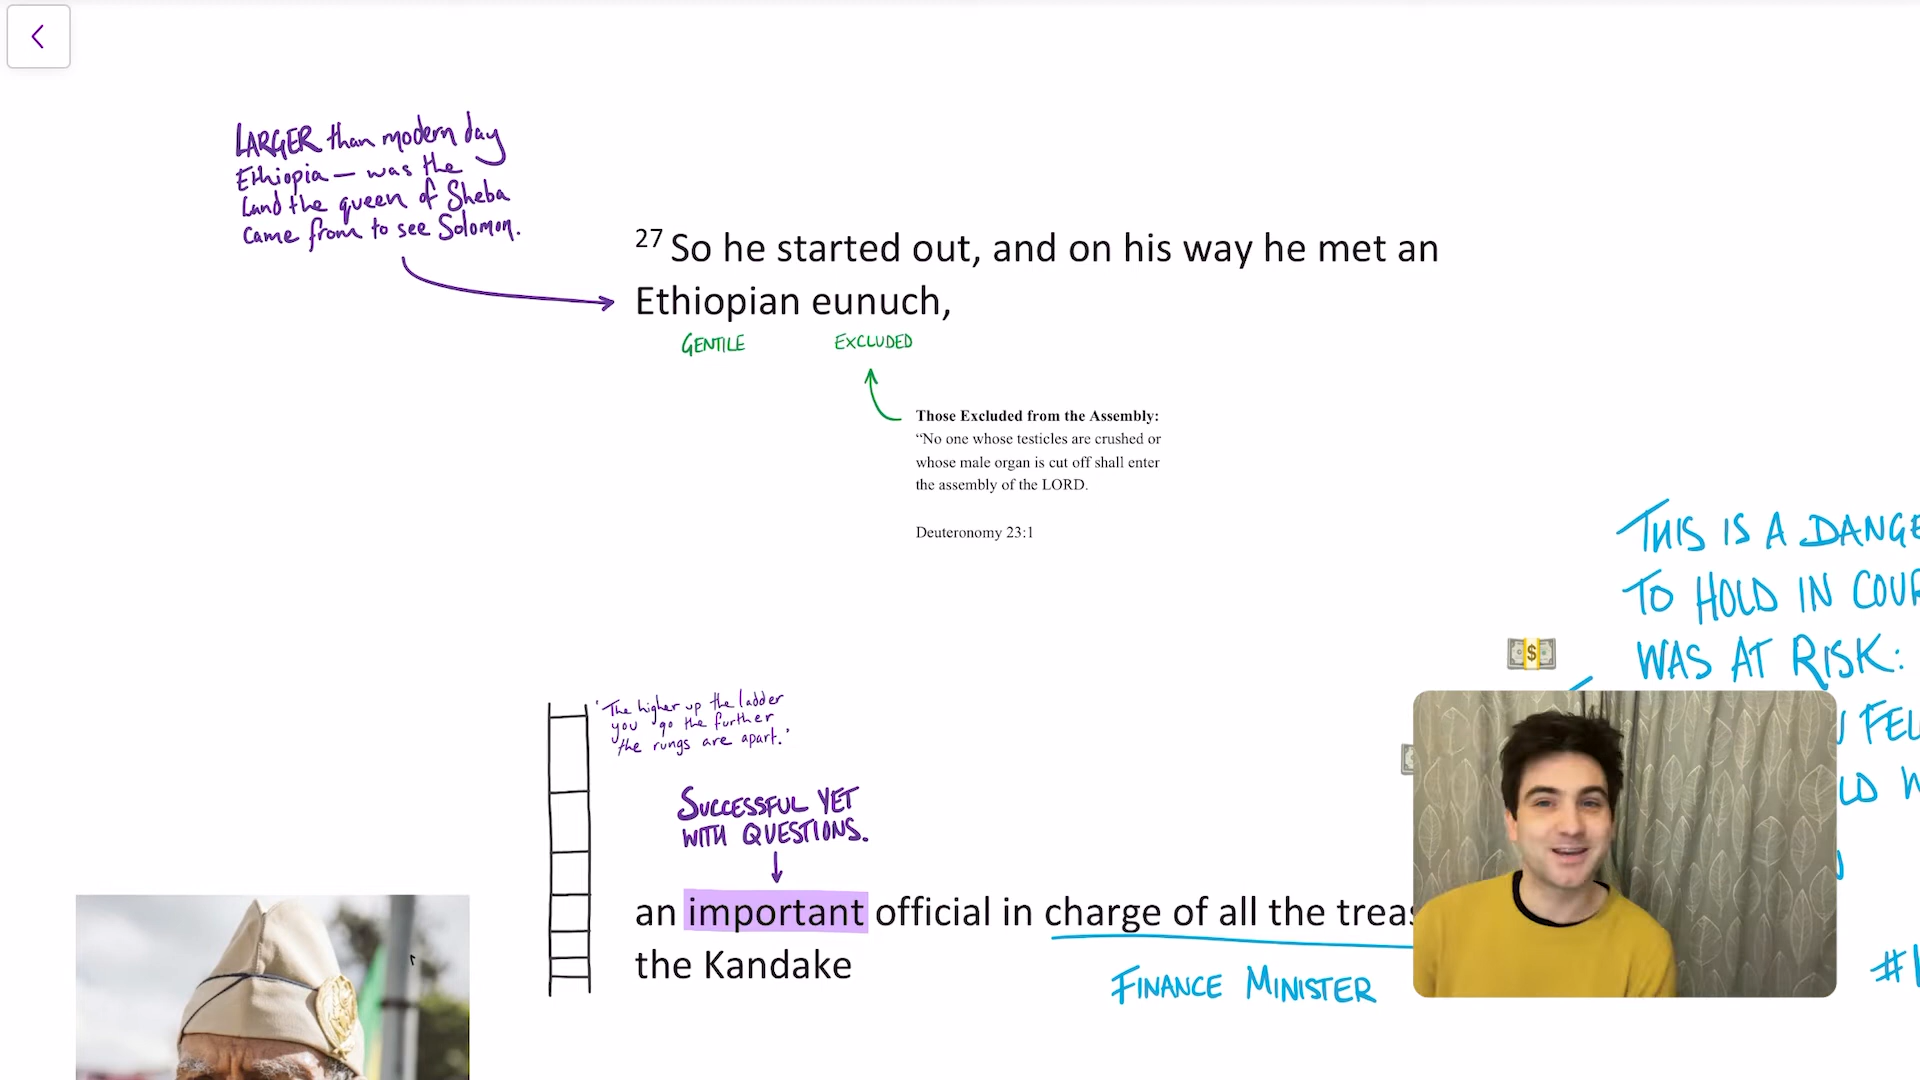 LARGER than modern day
Ethiopia — was the
land the queen of Sheba
came from to see Solomon.
27 So he started out, and on his way he met an
Ethiopian eunuch,
GENTILE
EXCLUDED
Those Excluded from the Assembly:
“No one whose testicles are crushed or
whose male organ is cut off shall enter
the assembly of the LORD.
Deuteronomy 23:1
THIS IS A DANGE
TO HOLD IN COUR
WAS AT RISK:
FEL
LD W
'The higher up the ladder
you go the further
the rungs are apart.'
SUCCESSFUL YET
WITH QUESTIONS.
an important official in charge of all the treas
the Kandake
FINANCE MINISTER